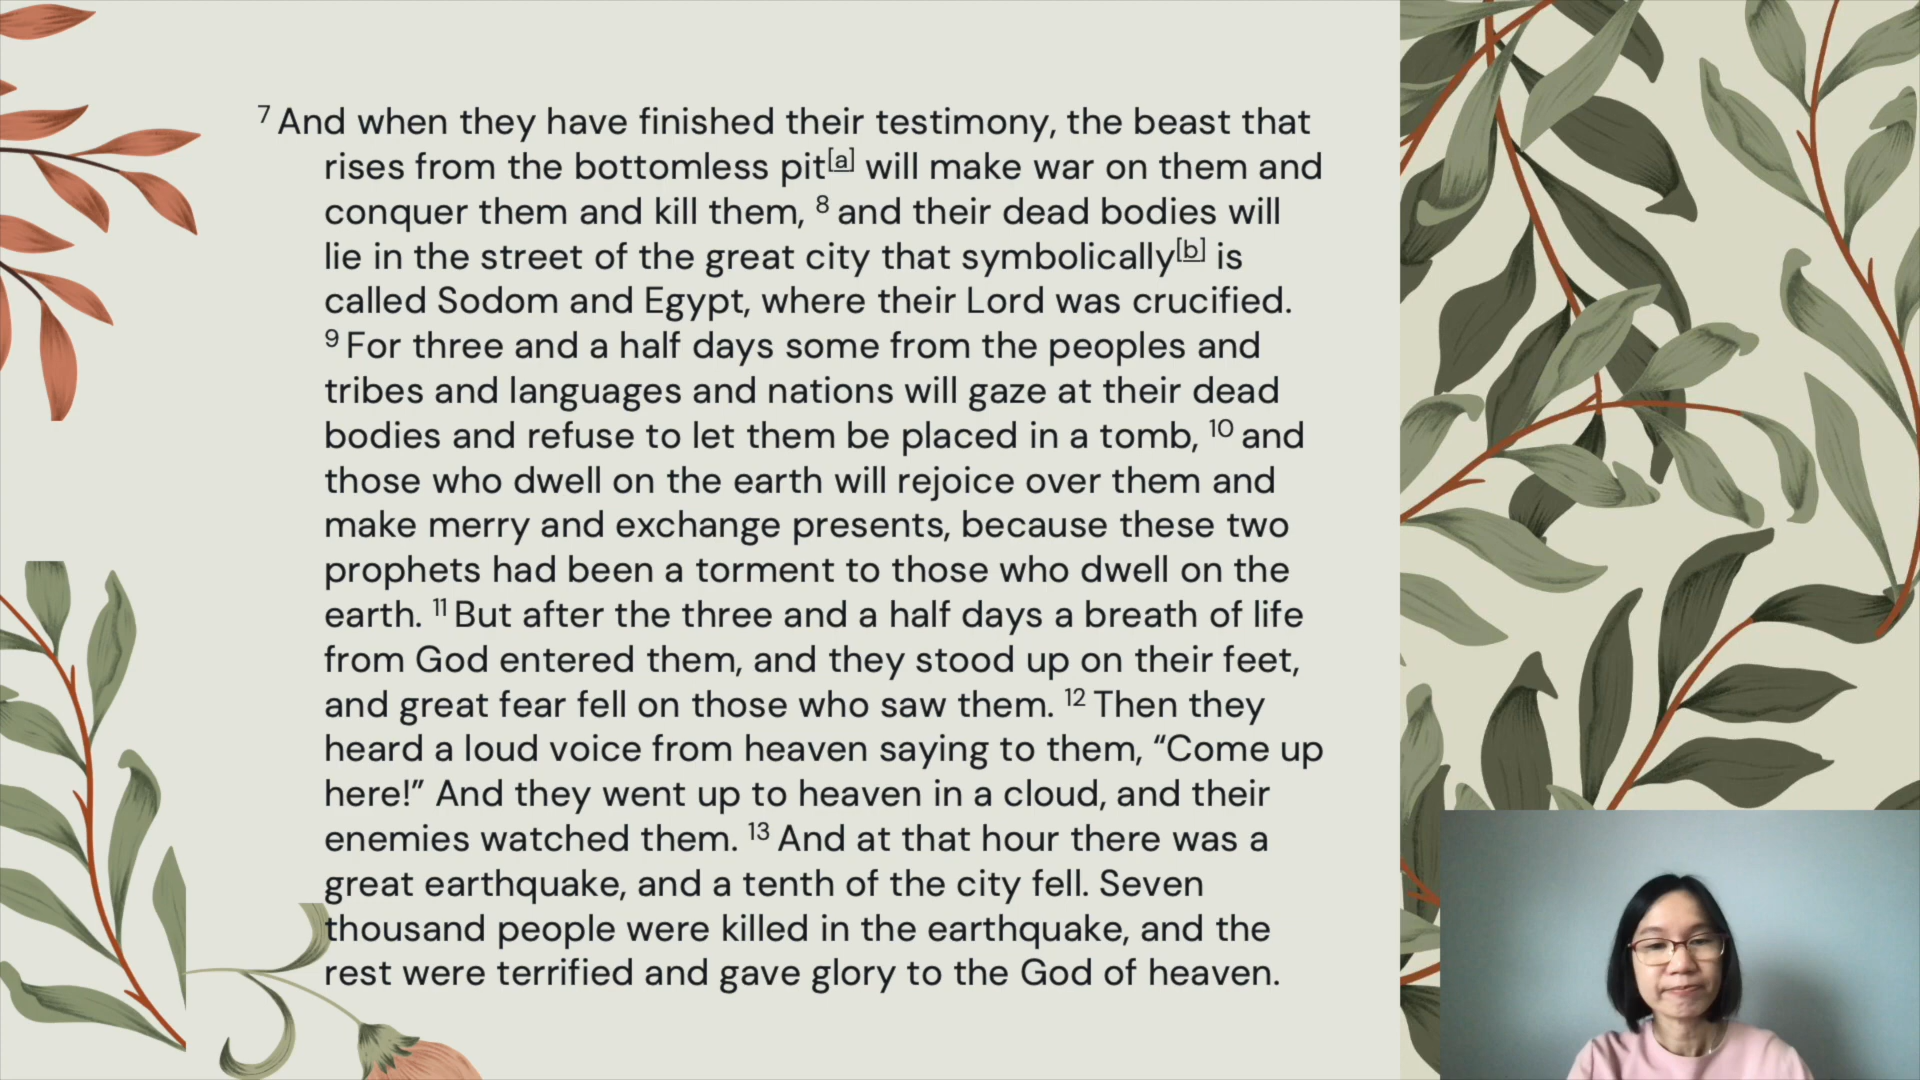 7 And when they have finished their testimony, the beast that
rises from the bottomless pit[a] will make war on them and
conquer them and kill them, 8 and their dead bodies will
lie in the street of the great city that symbolically[b] is
called Sodom and Egypt, where their Lord was crucified.
9 For three and a half days some from the peoples and
tribes and languages and nations will gaze at their dead
bodies and refuse to let them be placed in a tomb, 10 and
those who dwell on the earth will rejoice over them and
make merry and exchange presents, because these two
prophets had been a torment to those who dwell on the
earth. 11 But after the three and a half days a breath of life
from God entered them, and they stood up on their feet,
and great fear fell on those who saw them. 12 Then they
heard a loud voice from heaven saying to them, “Come up
here!” And they went up to heaven in a cloud, and their
enemies watched them. 13 And at that hour there was a
great earthquake, and a tenth of the city fell. Seven
thousand people were killed in the earthquake, and the
rest were terrified and gave glory to the God of heaven.